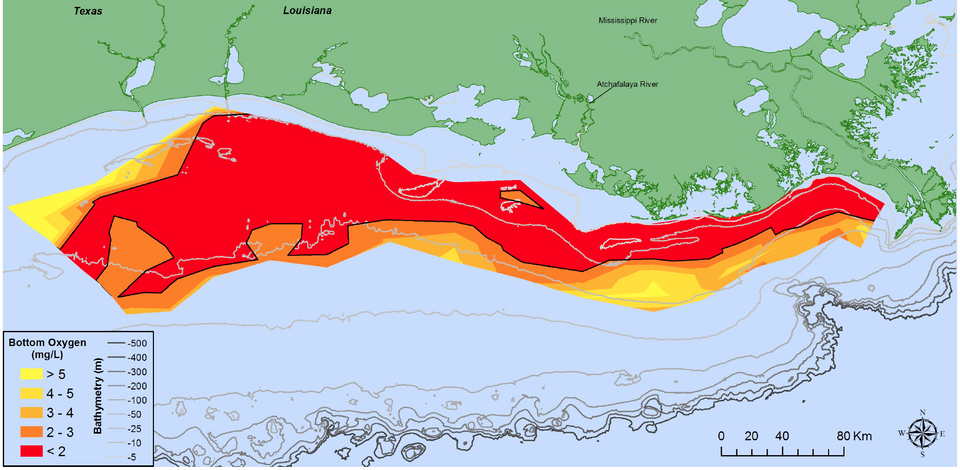 Texas
Louisiana
Mississippi River
Atchafalaya River
Bottom Oxygen
(mg/L)
> 5
4 - 5
3 - 4
2 - 3
< 2
Bathymetry (m)
-500
-400
-300
-200
-100
-50
-25
-10
-5
0 20 40 80 Km
N
W E
S